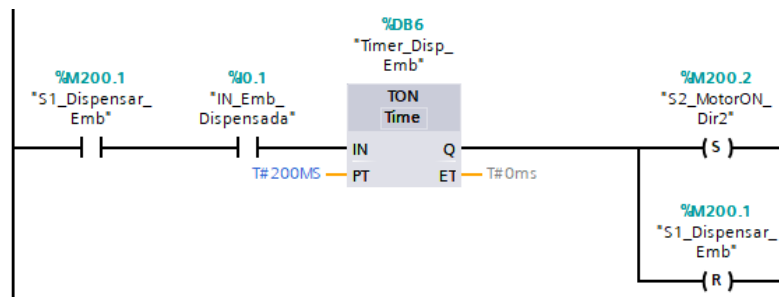 %DB6
"Timer_Disp_
Emb"
%M200.1
"S1_Dispensar_
Emb"
%I0.1
"IN_Emb_
Dispensada"
TON
Time
IN
Q
T#200MS
PT
ET
T#0ms
%M200.2
"S2_MotorON_
Dir2"
S
%M200.1
"S1_Dispensar_
Emb"
R